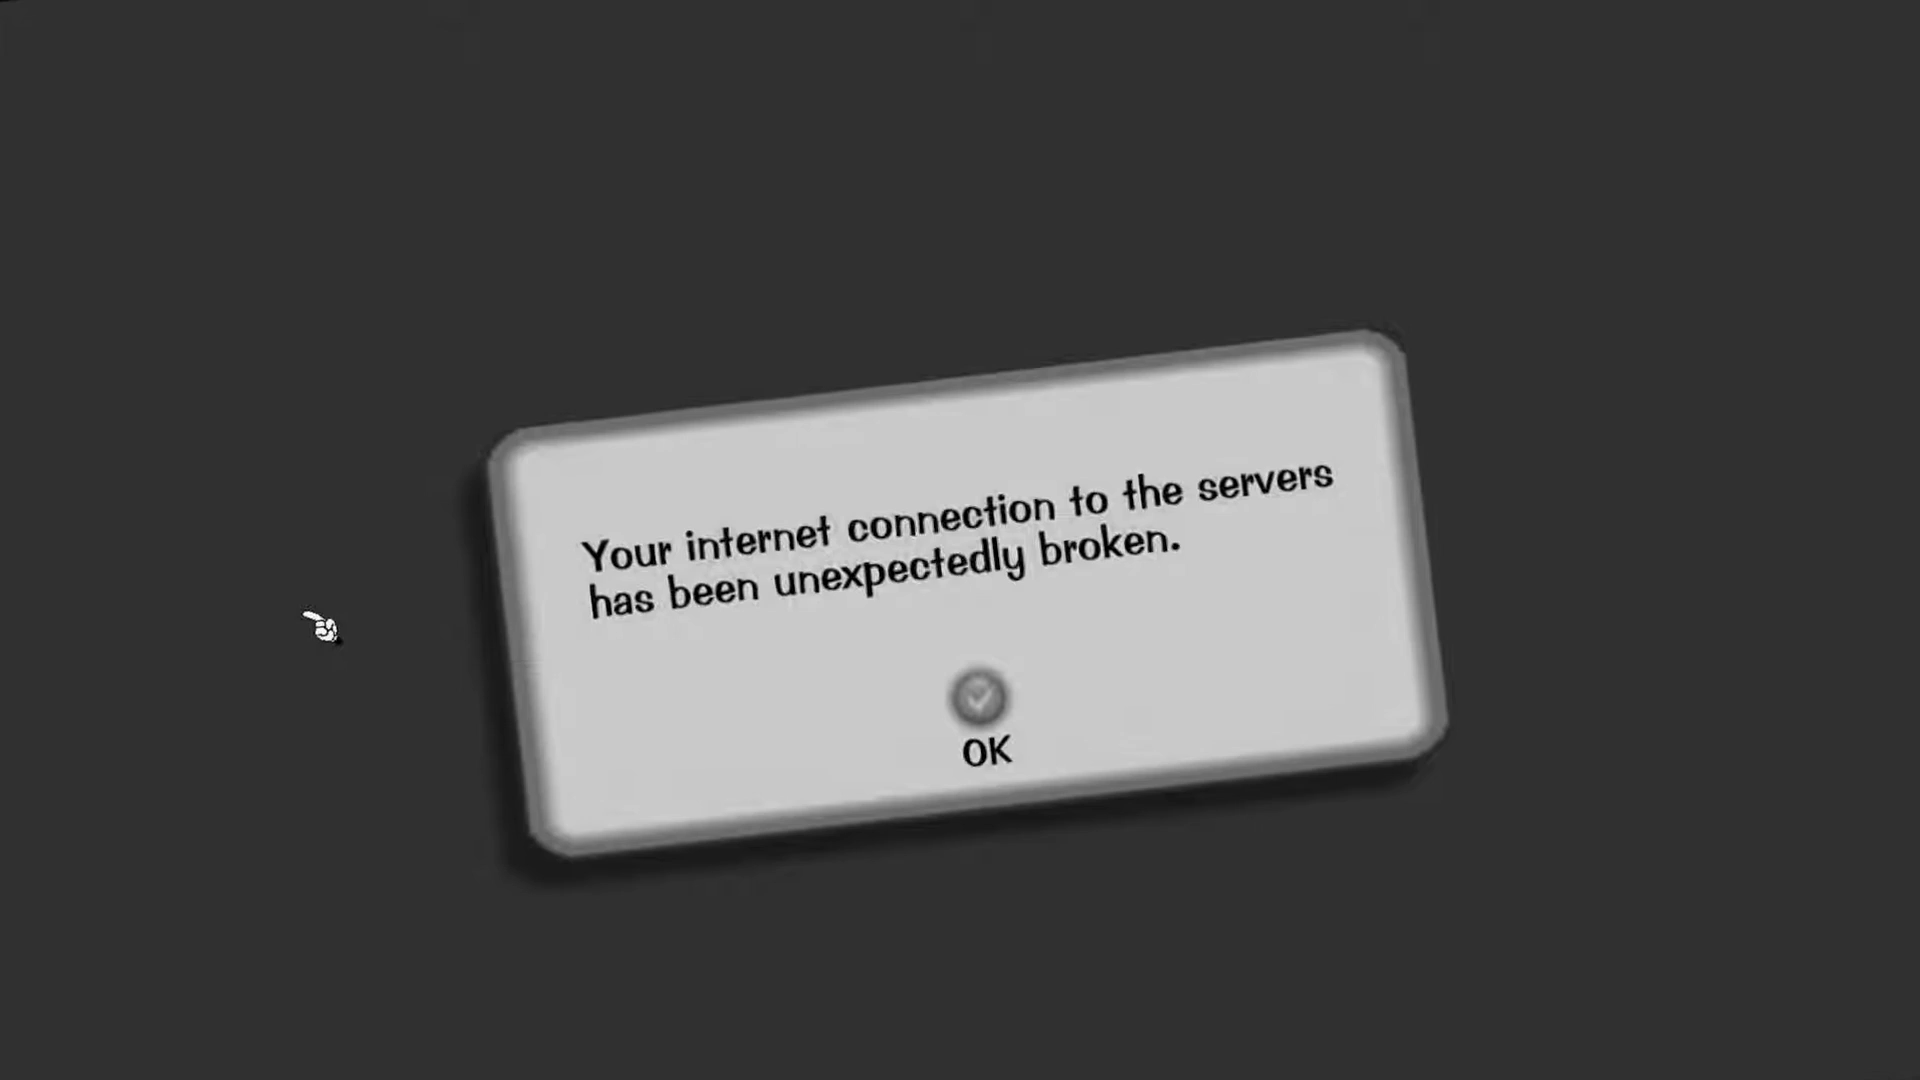 Your internet connection to the servers
has been unexpectedly broken.
OK